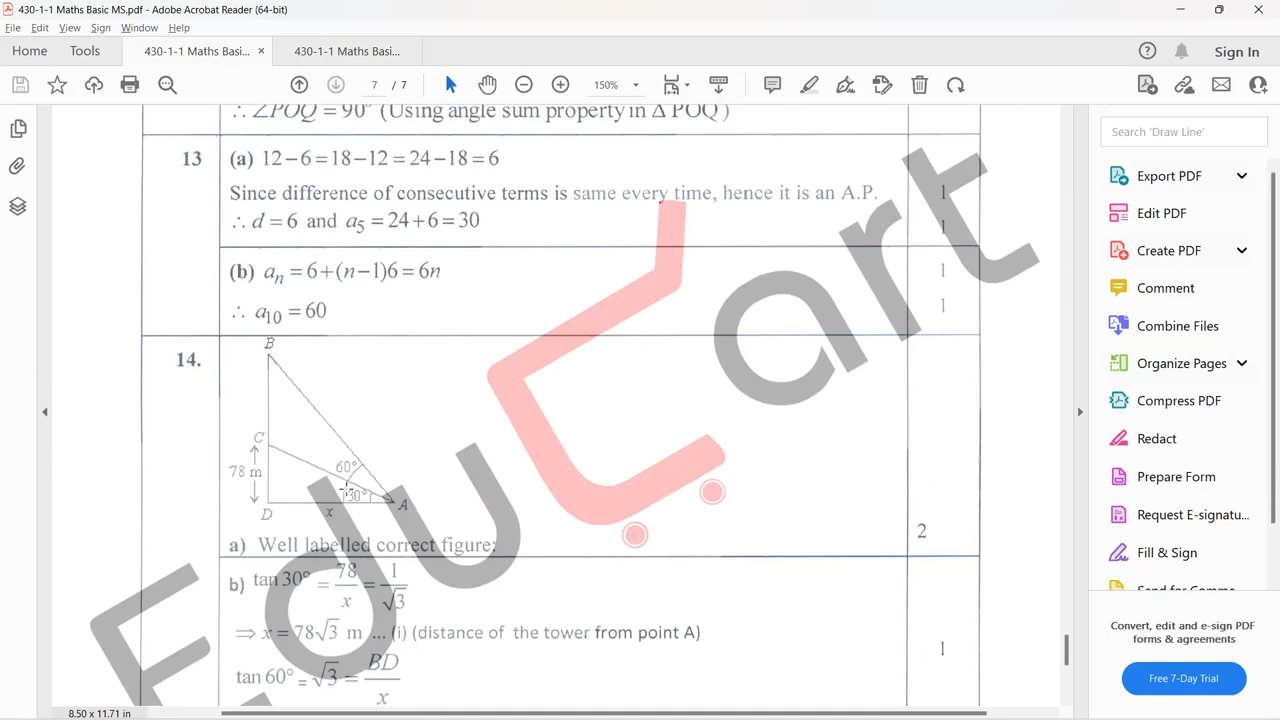 430-1-1 Maths Basic MS.pdf - Adobe Acrobat Reader (64-bit)
File Edit View Sign Window Help
Home Tools 430-1-1 Maths Basi... × 430-1-1 Maths Basi... Sign In
7 / 7 150%
∴ ∠POQ = 90° (Using angle sum property in Δ POQ)
13 (a) 12−6=18−12=24−18=6
Since difference of consecutive terms is same every time, hence it is an A.P. 1
∴ d=6 and a₅ = 24+6=30 1
(b) aₙ = 6+(n−1)6=6n 1
∴ a₁₀ = 60 1
14.
B
C
78 m
60°
30°
D x A
a) Well labelled correct figure: 2
b) tan 30° = 78/x = 1/√3
⇒ x = 78√3 m ... (i) (distance of the tower from point A) 1
tan 60° = √3 = BD/x
EduCart
8.50 x 11.71 in
Search 'Draw Line'
Export PDF
Edit PDF
Create PDF
Comment
Combine Files
Organize Pages
Compress PDF
Redact
Prepare Form
Request E-signatu...
Fill & Sign
Convert, edit and e-sign PDF
forms & agreements
Free 7-Day Trial